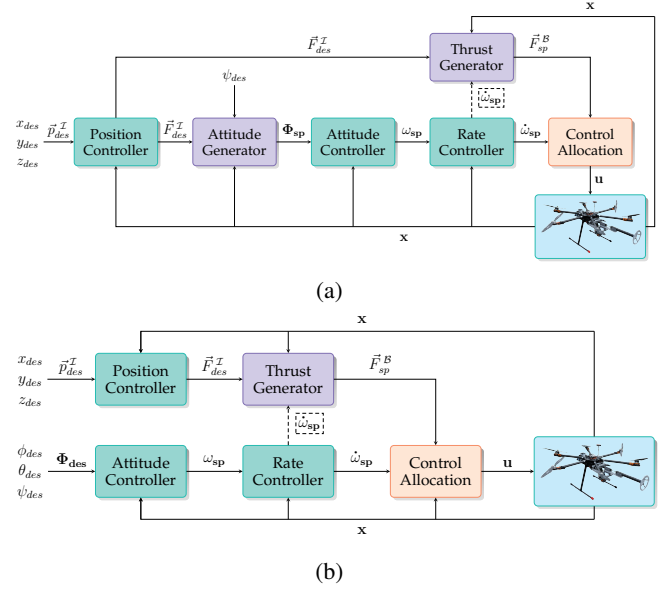 x
F⃗_des^I
Thrust
Generator
F⃗_sp^B
ψ_des
ω̇_sp
x_des
y_des
z_des
p⃗_des^I
Position
Controller
F⃗_des^I
Attitude
Generator
Φ_sp
Attitude
Controller
ω_sp
Rate
Controller
ω̇_sp
Control
Allocation
u
x
(a)
x
x_des
y_des
z_des
p⃗_des^I
Position
Controller
F⃗_des^I
Thrust
Generator
F⃗_sp^B
ω̇_sp
ϕ_des
θ_des
ψ_des
Φ_des
Attitude
Controller
ω_sp
Rate
Controller
ω̇_sp
Control
Allocation
u
x
(b)